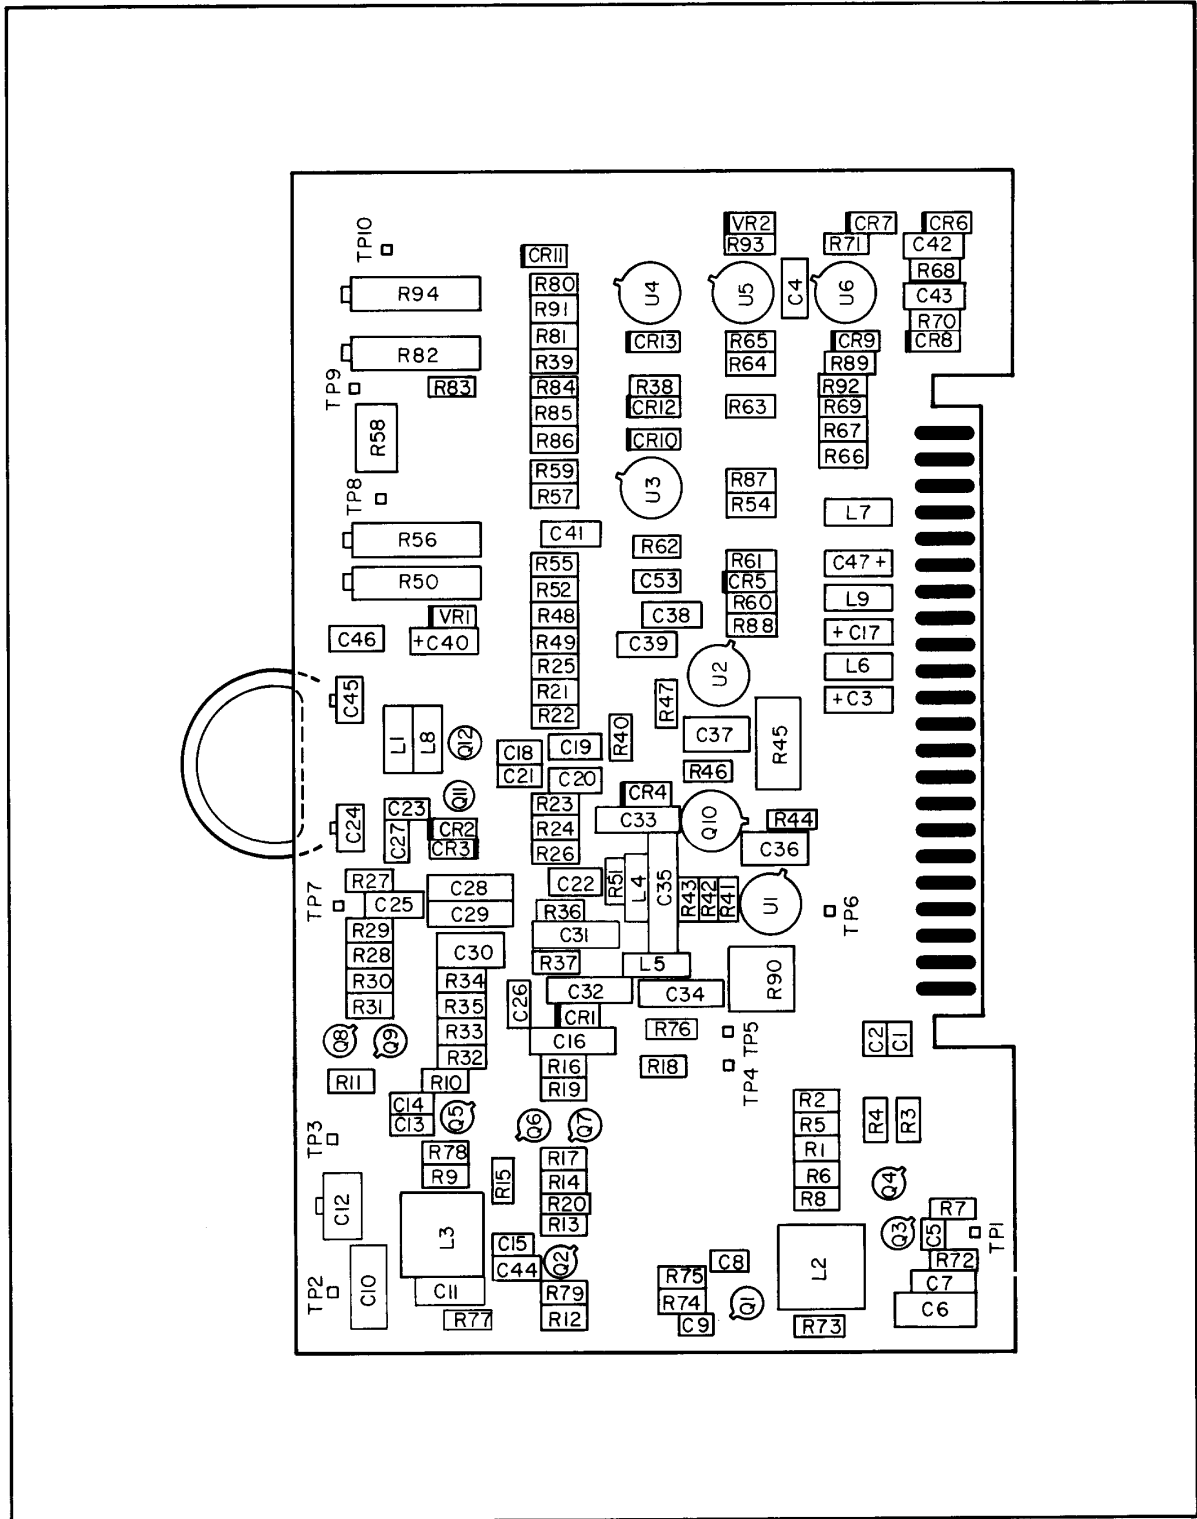 TP10
VR2
CR7
CR6
R93
R71
C42
CR11
R68
R80
R94
U4
U5
C4
U6
C43
R91
R70
R81
CR13
R65
CR9
CR8
R82
R39
R64
R89
TP9
R83
R84
R38
R92
R85
CR12
R63
R69
R58
R86
CR10
R67
R66
R59
U3
R87
TP8
R57
R54
L7
R56
C41
R62
R55
R61
C47 +
R50
R52
C53
CR5
L9
VR1
R48
C38
R60
C46
+C40
R49
C39
R88
+ C17
R25
U2
L6
C45
R21
R47
+C3
R22
L1
L8
Q12
C18
C19
R40
C37
R45
C21
C20
R46
Q11
CR4
C23
R23
C24
C27
CR2
R24
C33
Q10
R44
CR3
R26
C36
R27
C28
C22
R51
L4
C35
R43
R42
R41
U1
TP7
C25
C29
R36
TP6
R29
C31
R28
C30
R37
L5
R30
R34
C32
C34
R90
R31
R35
C26
CR1
Q8
Q9
R33
C16
R76
TP5
C2
C1
R32
R16
R18
TP4
R11
R10
R19
C14
R2
C13
Q5
Q6
Q7
R5
R4
R3
TP3
R78
R17
R1
R9
R15
R14
R6
Q4
C12
R20
R8
R7
L3
R13
Q3
C5
TP1
C15
C44
Q2
C8
L2
R72
TP2
C10
C11
R79
R75
C7
R77
R12
R74
Q1
C6
C9
R73